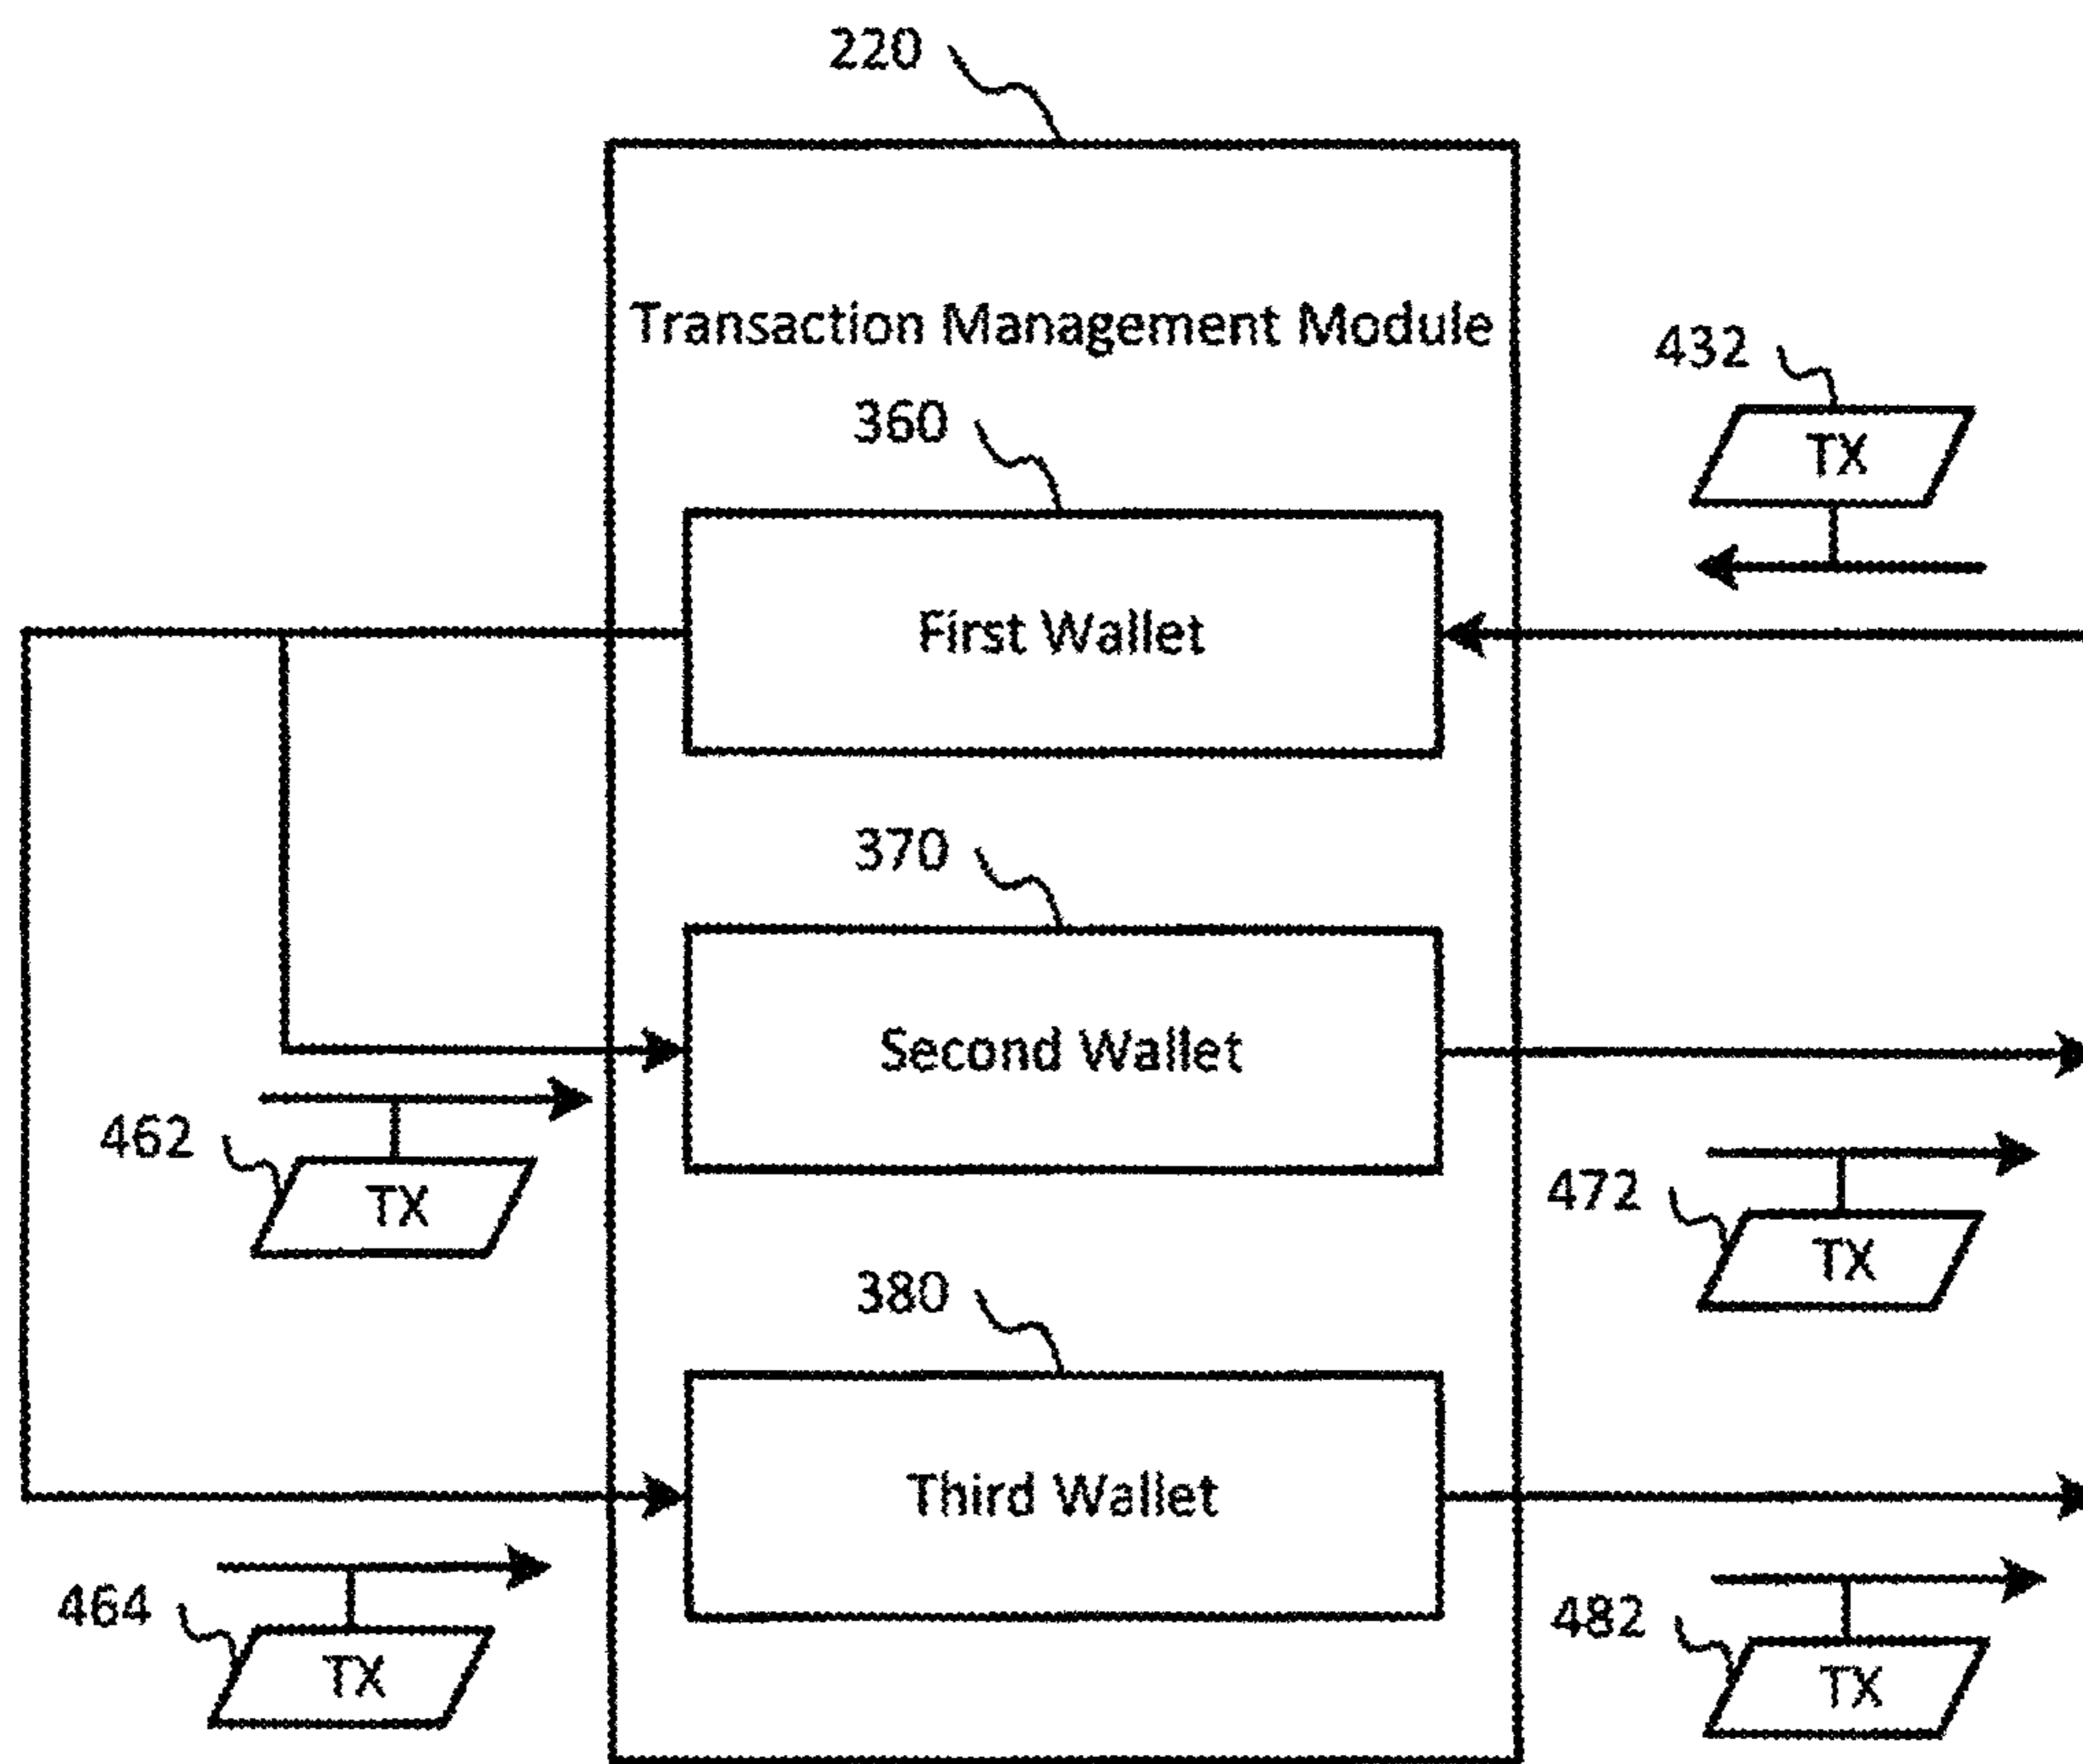 220
Transaction Management Module
432
TX
360
First Wallet
370
Second Wallet
462
TX
472
TX
380
Third Wallet
464
TX
482
TX